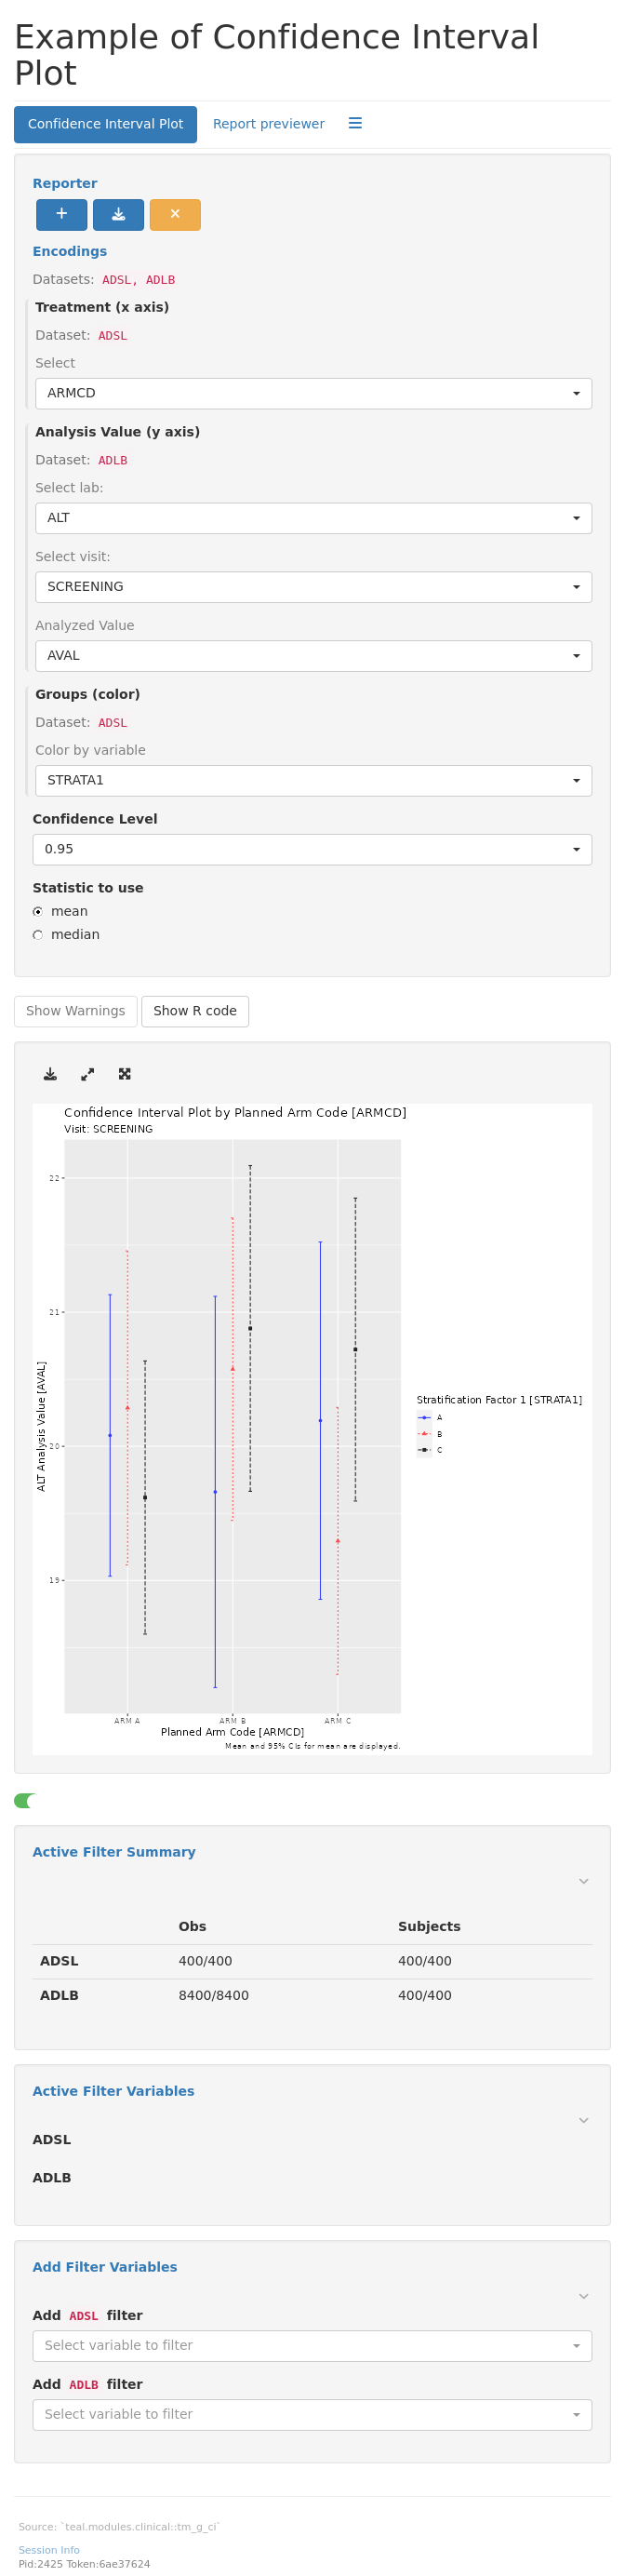 Example of Confidence Interval
Plot
Confidence Interval Plot Report previewer
Reporter
Encodings
Datasets: ADSL, ADLB
Treatment (x axis)
Dataset: ADSL
Select
ARMCD
Analysis Value (y axis)
Dataset: ADLB
Select lab:
ALT
Select visit:
SCREENING
Analyzed Value
AVAL
Groups (color)
Dataset: ADSL
Color by variable
STRATA1
Confidence Level
0.95
Statistic to use
mean
median
Show Warnings Show R code
Confidence Interval Plot by Planned Arm Code [ARMCD]
Visit: SCREENING
22
21
20
19
ALT Analysis Value [AVAL]
Stratification Factor 1 [STRATA1]
A
B
C
ARM A ARM B ARM C
Planned Arm Code [ARMCD]
Mean and 95% CIs for mean are displayed.
Active Filter Summary
Obs Subjects
ADSL 400/400 400/400
ADLB 8400/8400 400/400
Active Filter Variables
ADSL
ADLB
Add Filter Variables
Add ADSL filter
Select variable to filter
Add ADLB filter
Select variable to filter
Source: `teal.modules.clinical::tm_g_ci`
Session Info
Pid:2425 Token:6ae37624